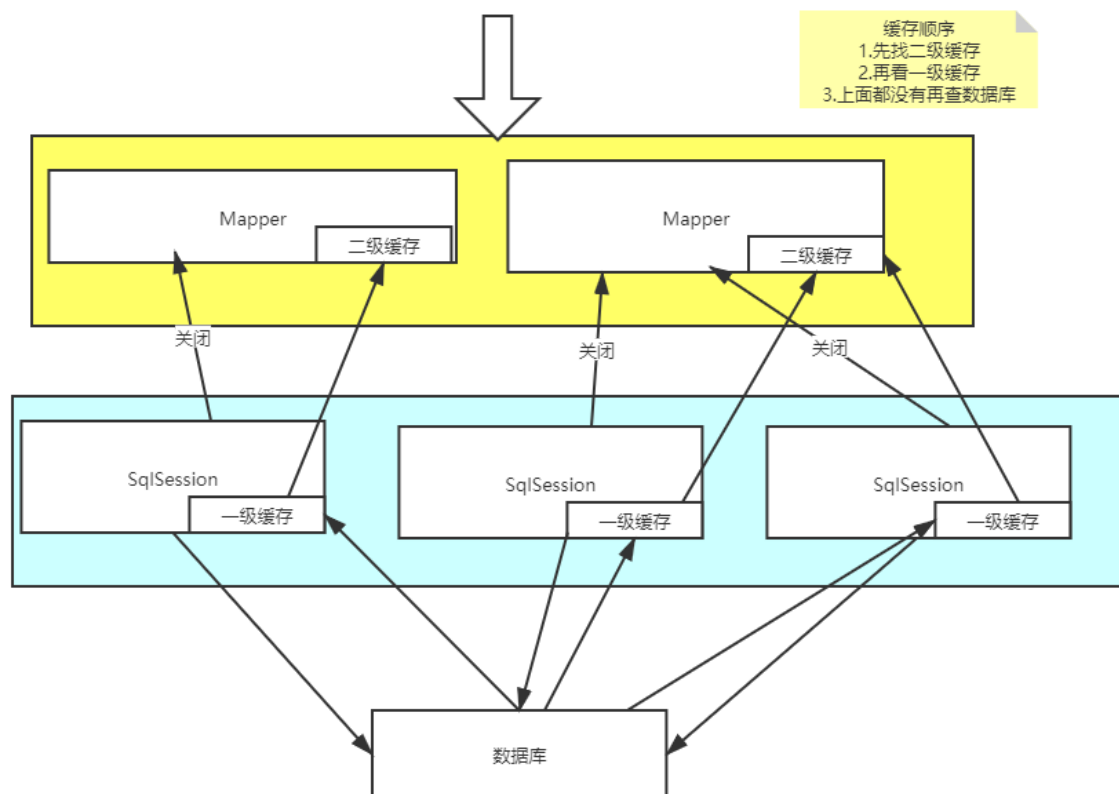 缓存顺序
1.先找二级缓存
2.再看一级缓存
3.上面都没有再查数据库
Mapper
二级缓存
Mapper
二级缓存
关闭
关闭
关闭
SqlSession
一级缓存
SqlSession
一级缓存
SqlSession
一级缓存
数据库